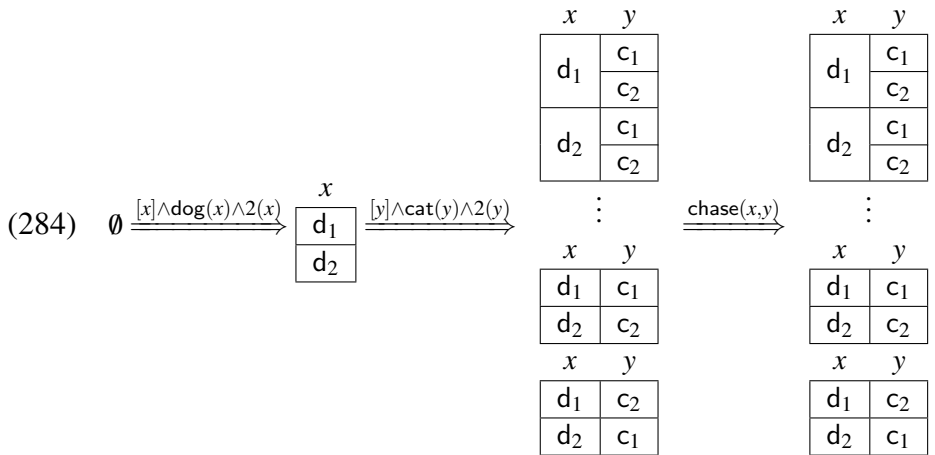 x y x y
d₁ c₁ d₁ c₁
c₂ c₂
d₂ c₁ d₂ c₁
c₂ c₂
(284) ∅ [x]∧dog(x)∧2(x) x [y]∧cat(y)∧2(y) ⋮ chase(x,y) ⋮
d₁
d₂
x y x y
d₁ c₁ d₁ c₁
d₂ c₂ d₂ c₂
x y x y
d₁ c₂ d₁ c₂
d₂ c₁ d₂ c₁